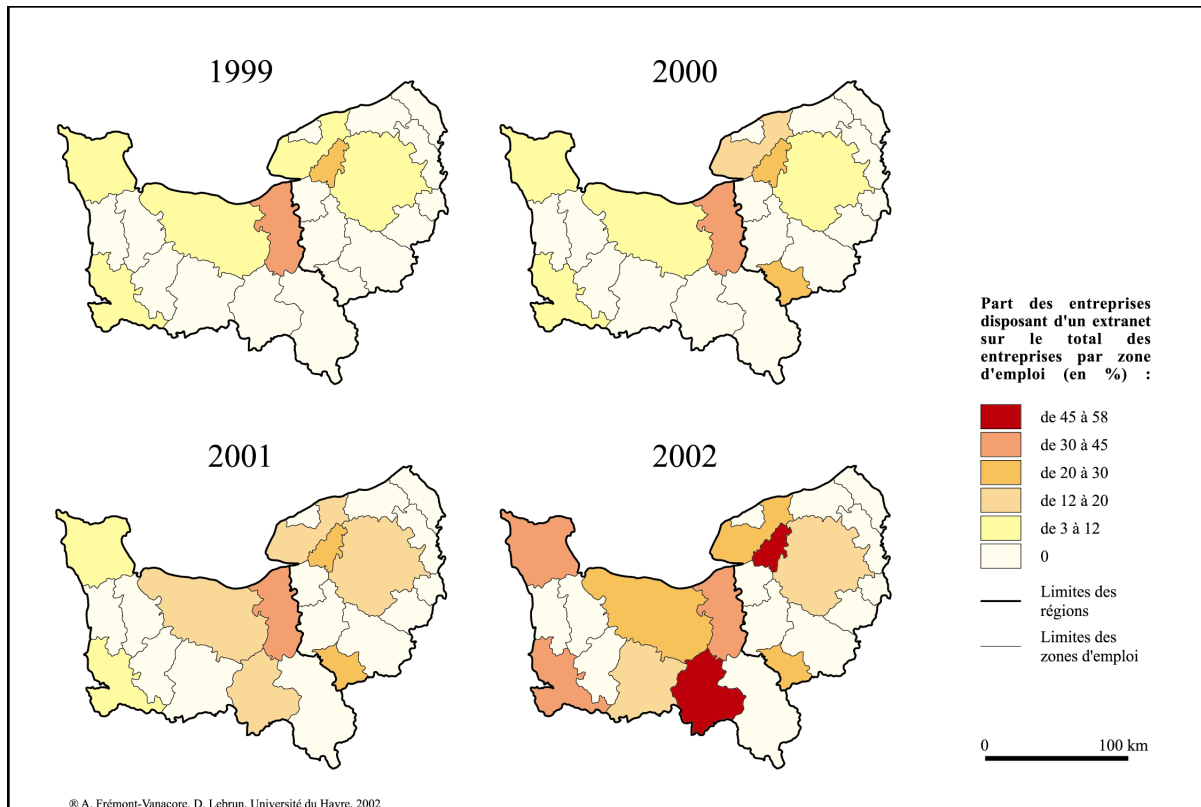 1999
2000
Part des entreprises
disposant d'un extranet
sur le total des
entreprises par zone
d'emploi (en %) :
de 45 à 58
de 30 à 45
de 20 à 30
de 12 à 20
de 3 à 12
0
Limites des
régions
Limites des
zones d'emploi
2001
2002
0 100 km
® A. Frémont-Vanacore, D. Lebrun, Université du Havre, 2002